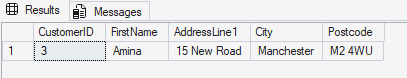 Results Messages
CustomerID FirstName AddressLine1 City Postcode
1 3 Amina 15 New Road Manchester M2 4WU